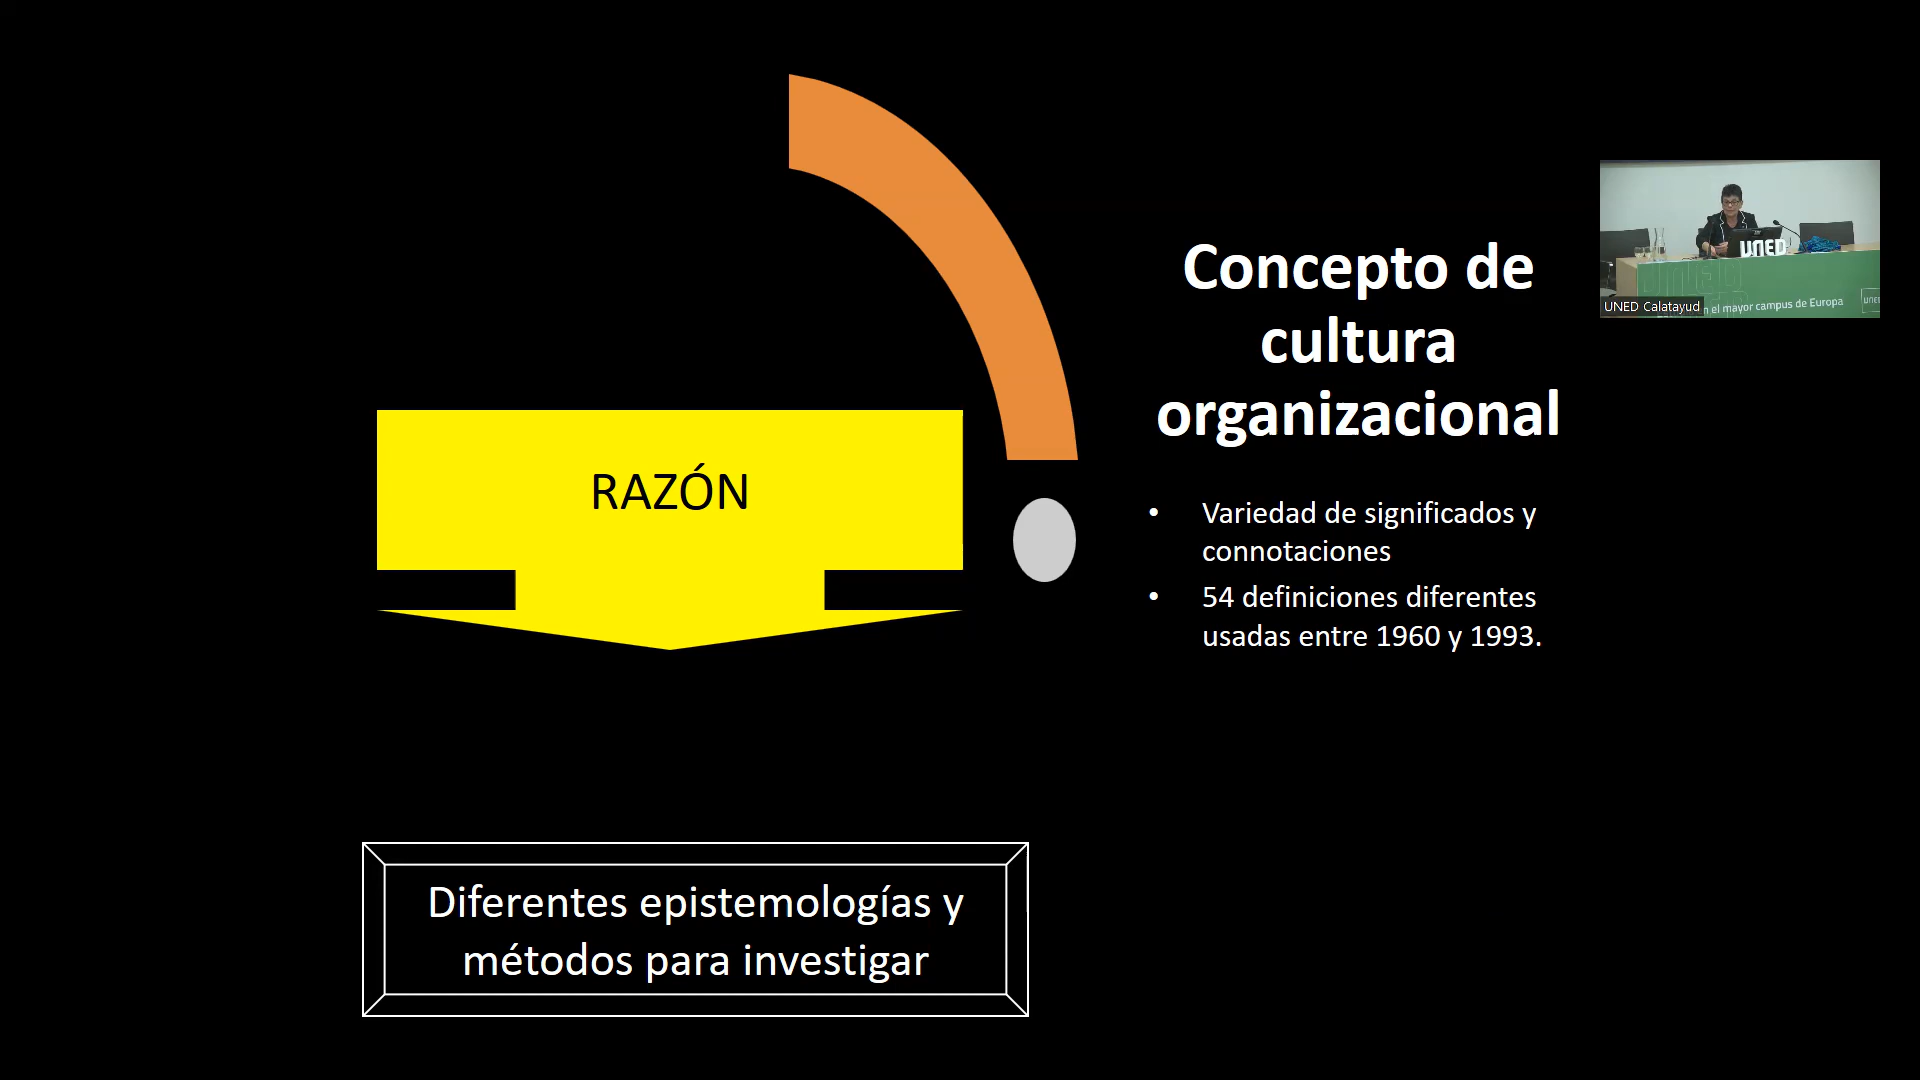 Concepto de
cultura
organizacional
RAZÓN
• Variedad de significados y
connotaciones
• 54 definiciones diferentes
usadas entre 1960 y 1993.
Diferentes epistemologías y
métodos para investigar
UNED
UNED Calatayud
n el mayor campus de Europa